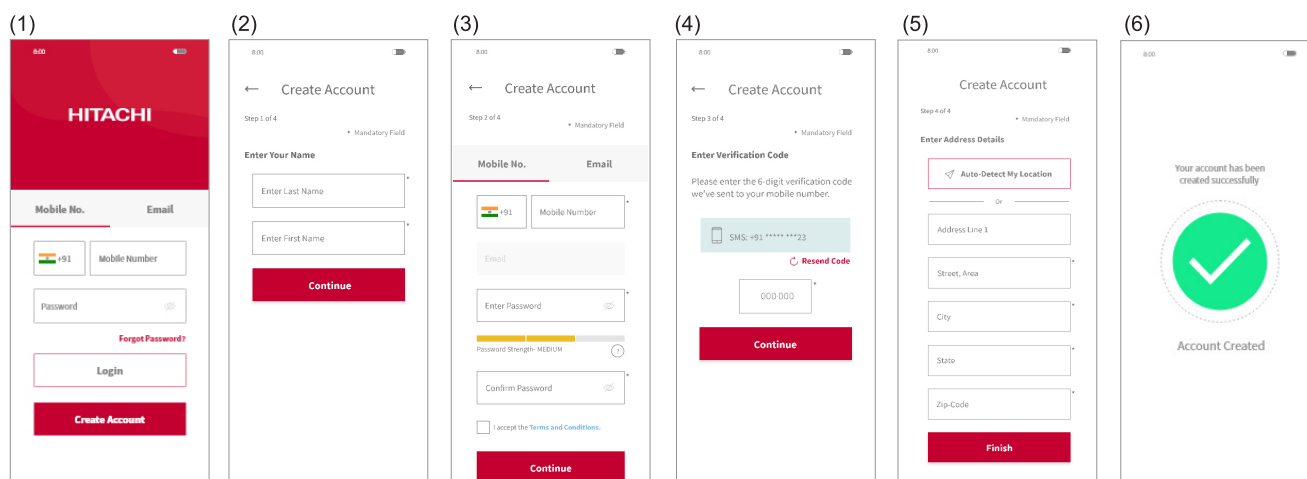 (1)
8:00
HITACHI
Mobile No. Email
+91 Mobile Number
Password
Forgot Password?
Login
Create Account
(2)
8:00
← Create Account
Step 1 of 4
* Mandatory Field
Enter Your Name
Enter Last Name *
Enter First Name *
Continue
(3)
8:00
← Create Account
Step 2 of 4
* Mandatory Field
Mobile No. Email
+91 Mobile Number *
Email
Enter Password *
Password Strength- MEDIUM ?
Confirm Password *
I accept the Terms and Conditions.
Continue
(4)
8:00
← Create Account
Step 3 of 4
* Mandatory Field
Enter Verification Code
Please enter the 6-digit verification code
we've sent to your mobile number.
SMS: +91 ***** ***23
Resend Code
000-000 *
Continue
(5)
8:00
Create Account
Step 4 of 4
* Mandatory Field
Enter Address Details
Auto-Detect My Location
Or
Address Line 1
Street, Area *
City *
State *
Zip-Code *
Finish
(6)
8:00
Your account has been
created successfully
Account Created